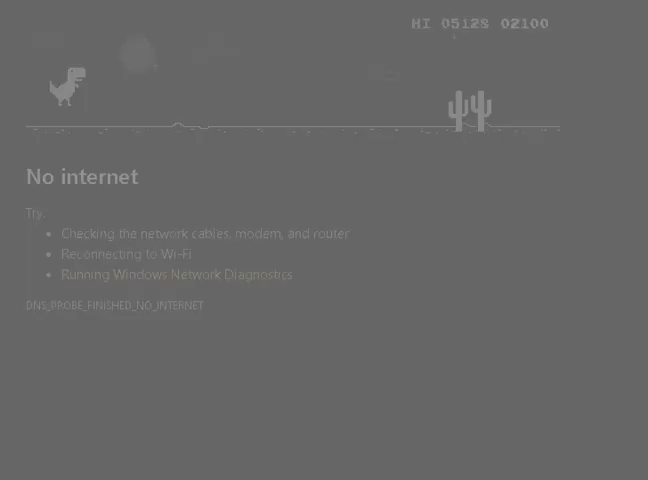 HI 05128 02100
No internet
Try:
Checking the network cables, modem, and router
Reconnecting to Wi-Fi
Running Windows Network Diagnostics
DNS_PROBE_FINISHED_NO_INTERNET